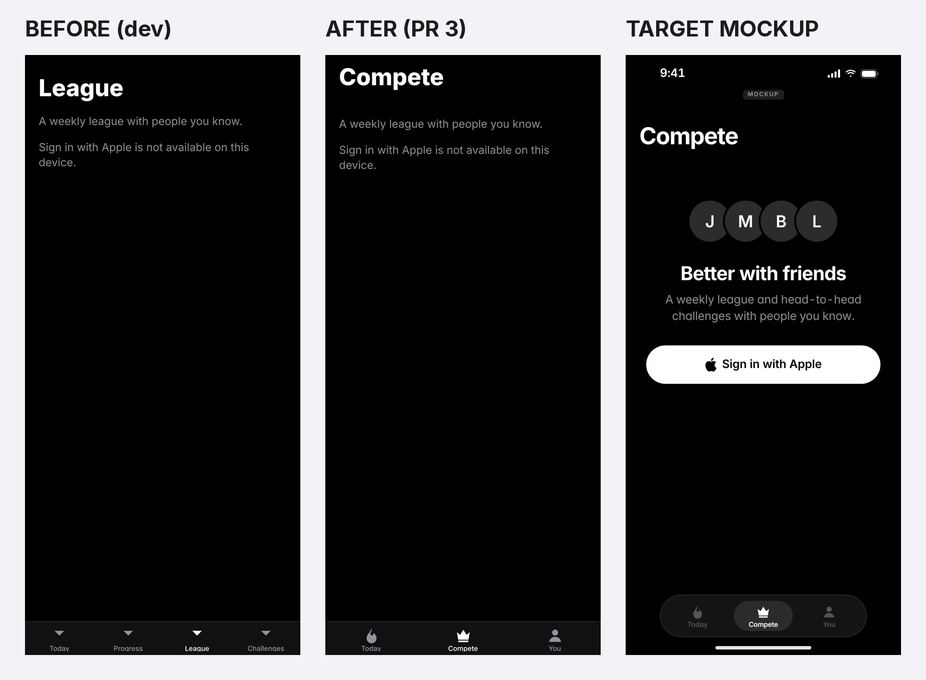 BEFORE (dev)
League
A weekly league with people you know.
Sign in with Apple is not available on this
device.
Today
Progress
League
Challenges
AFTER (PR 3)
Compete
A weekly league with people you know.
Sign in with Apple is not available on this
device.
Today
Compete
You
TARGET MOCKUP
9:41
MOCKUP
Compete
J M B L
Better with friends
A weekly league and head-to-head
challenges with people you know.
Sign in with Apple
Today
Compete
You